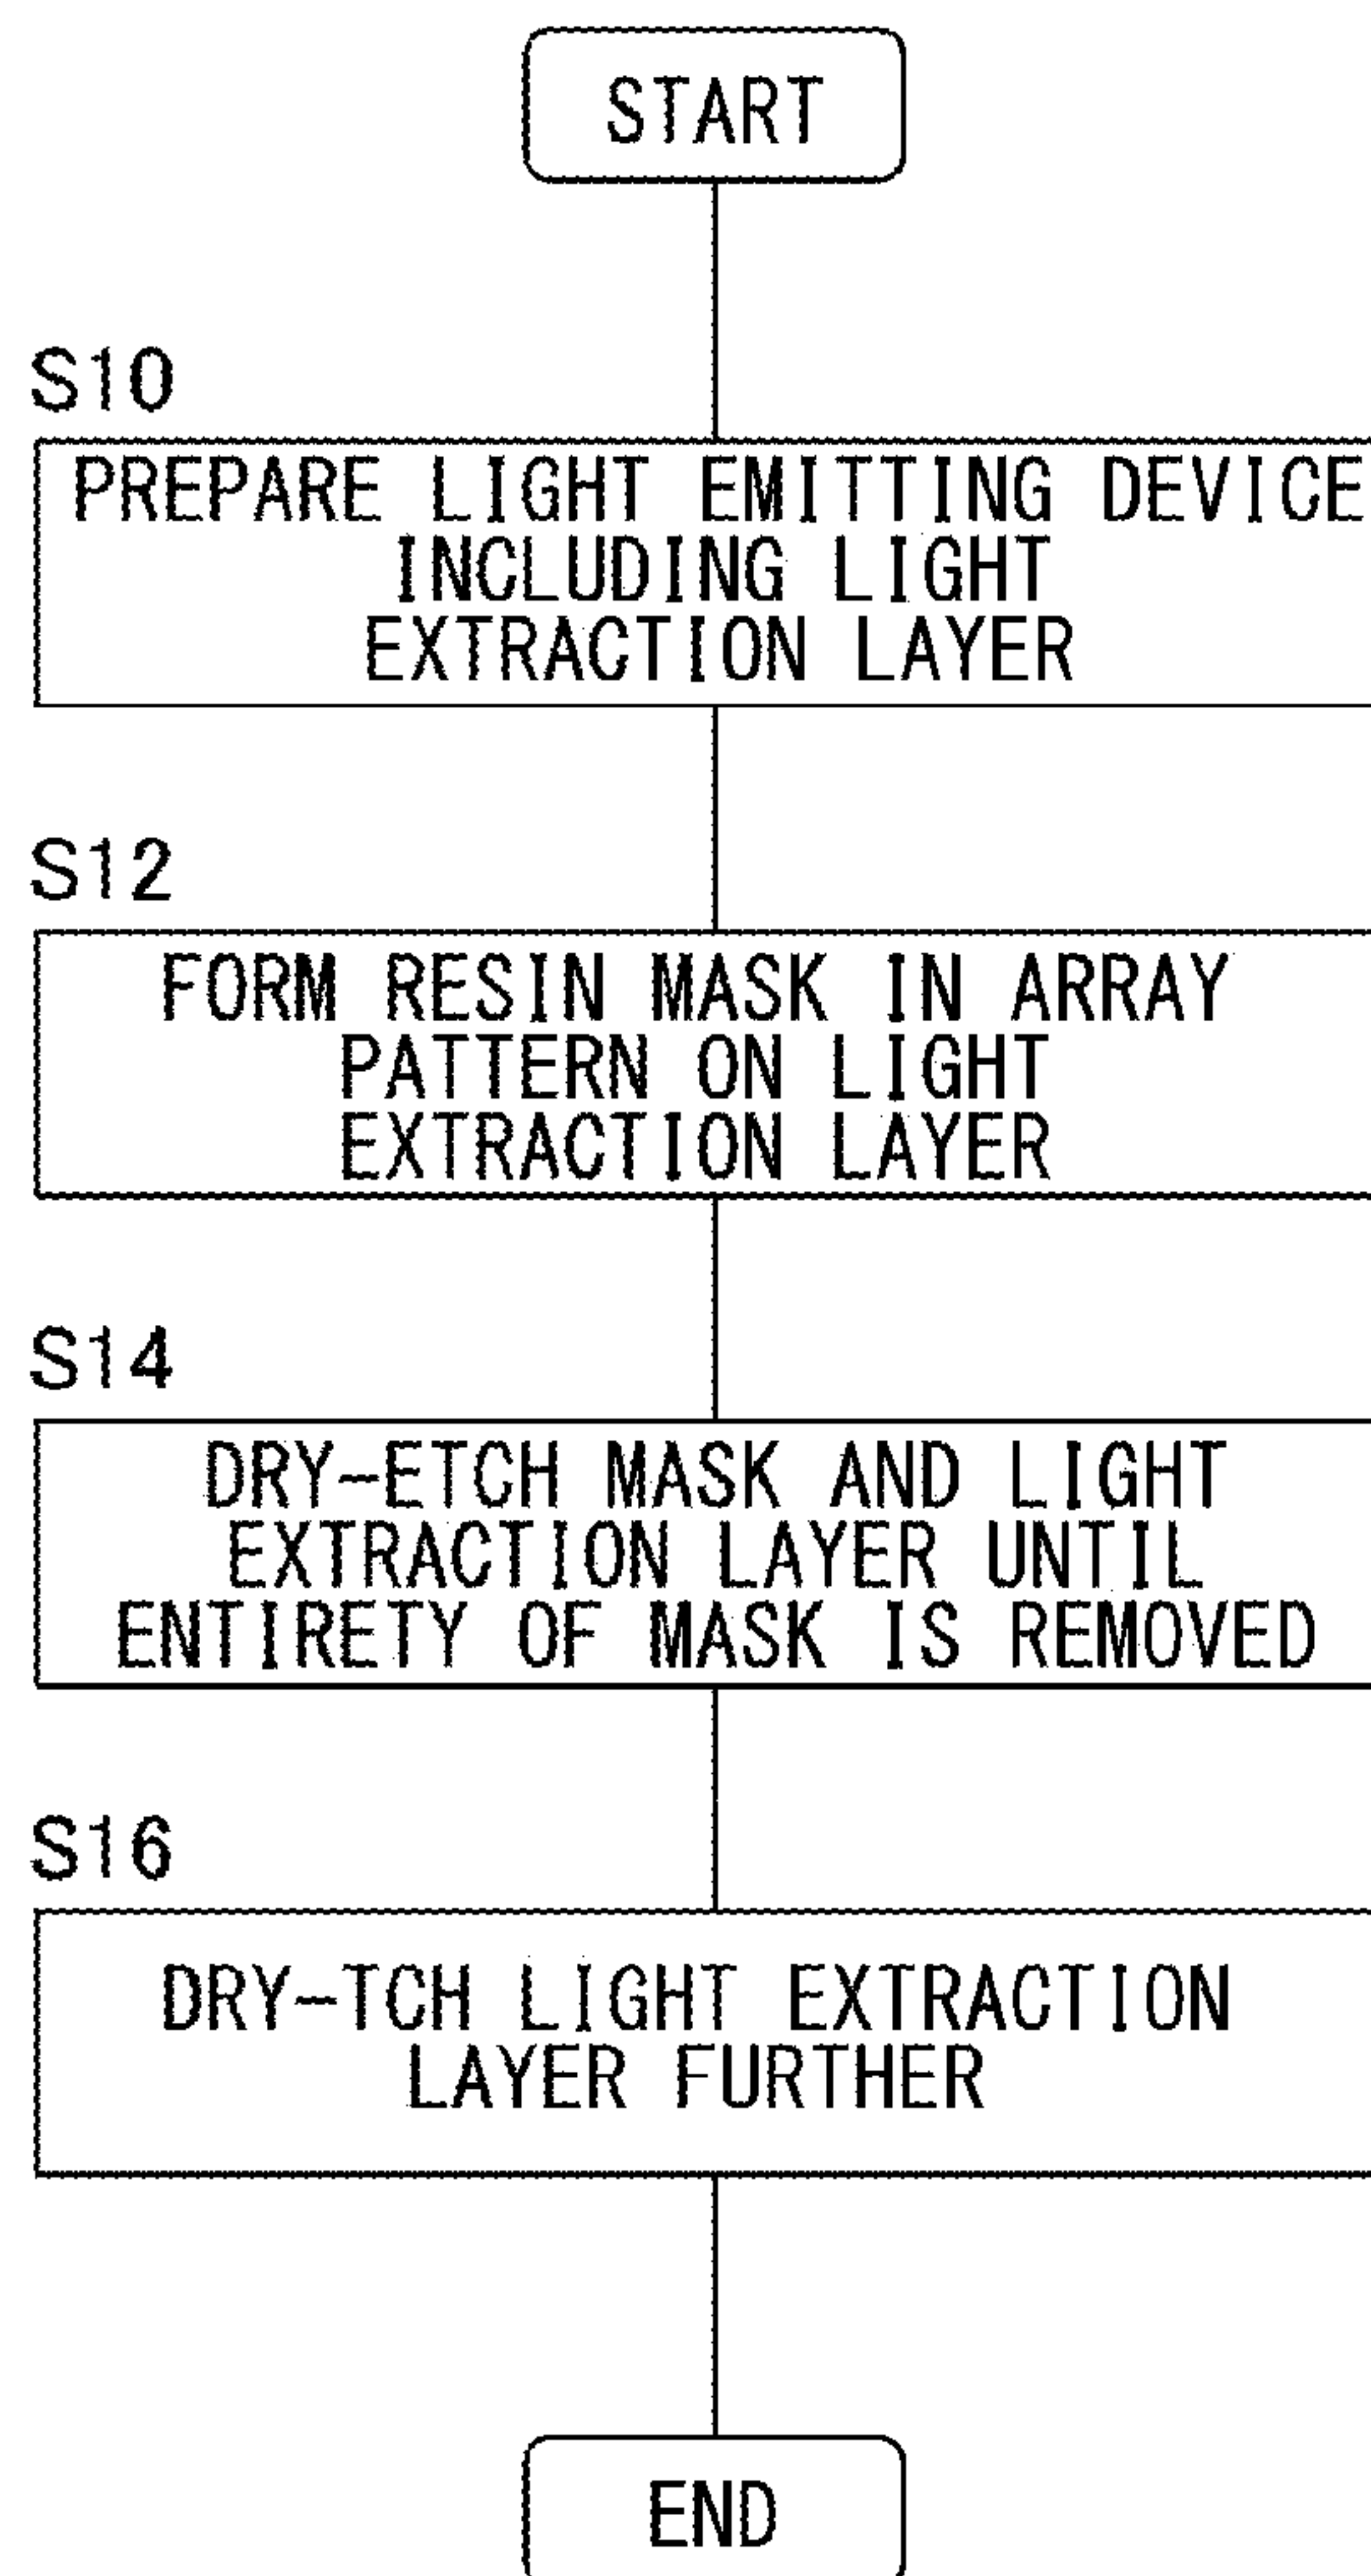 START
S10
PREPARE LIGHT EMITTING DEVICE
INCLUDING LIGHT
EXTRACTION LAYER
S12
FORM RESIN MASK IN ARRAY
PATTERN ON LIGHT
EXTRACTION LAYER
S14
DRY-ETCH MASK AND LIGHT
EXTRACTION LAYER UNTIL
ENTIRETY OF MASK IS REMOVED
S16
DRY-TCH LIGHT EXTRACTION
LAYER FURTHER
END